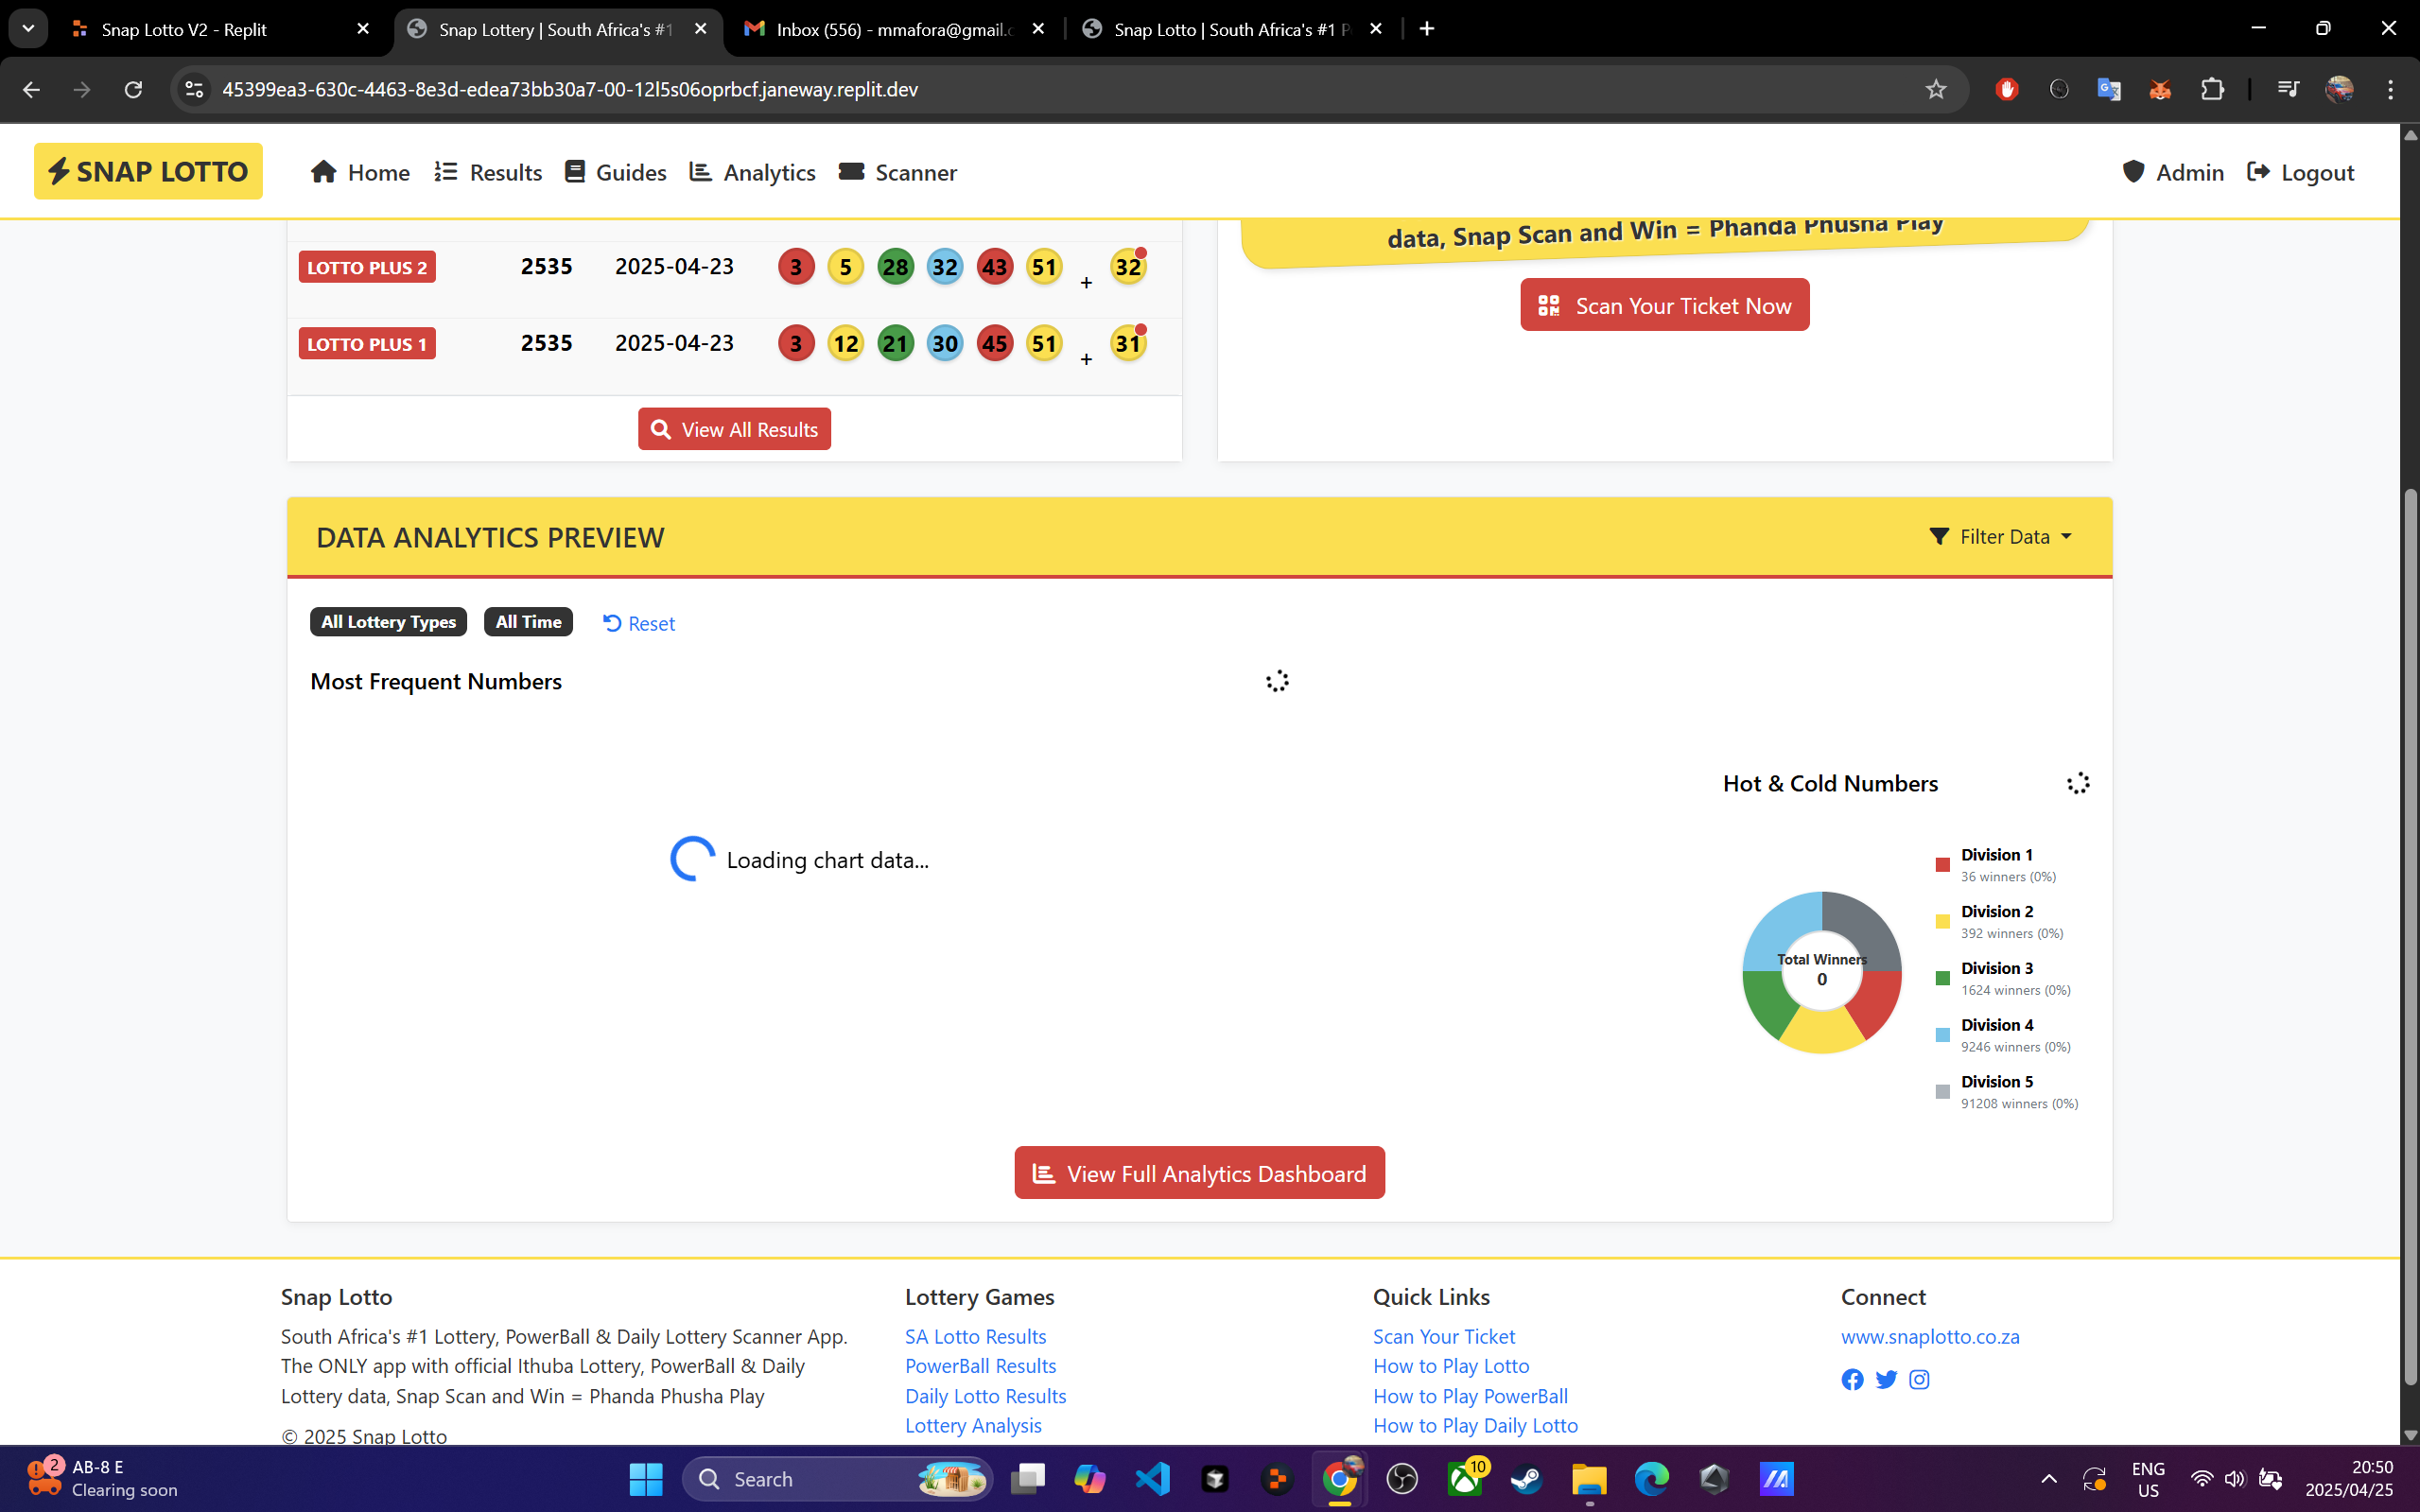 Snap Lotto V2 - Replit
Snap Lottery | South Africa's #1
Inbox (556) - mmafora@gmail.c
Snap Lotto | South Africa's #1 P
45399ea3-630c-4463-8e3d-edea73bb30a7-00-12l5s06oprbcf.janeway.replit.dev
SNAP LOTTO
Home
Results
Guides
Analytics
Scanner
Admin
Logout
data, Snap Scan and Win = Phanda Phusha Play
LOTTO PLUS 2 2535 2025-04-23 3 5 28 32 43 51 + 32
LOTTO PLUS 1 2535 2025-04-23 3 12 21 30 45 51 + 31
Scan Your Ticket Now
View All Results
DATA ANALYTICS PREVIEW
Filter Data
All Lottery Types All Time Reset
Most Frequent Numbers
Loading chart data...
Hot & Cold Numbers
Total Winners
0
Division 1
36 winners (0%)
Division 2
392 winners (0%)
Division 3
1624 winners (0%)
Division 4
9246 winners (0%)
Division 5
91208 winners (0%)
View Full Analytics Dashboard
Snap Lotto
South Africa's #1 Lottery, PowerBall & Daily Lottery Scanner App.
The ONLY app with official Ithuba Lottery, PowerBall & Daily
Lottery data, Snap Scan and Win = Phanda Phusha Play
© 2025 Snap Lotto
Lottery Games
SA Lotto Results
PowerBall Results
Daily Lotto Results
Lottery Analysis
Quick Links
Scan Your Ticket
How to Play Lotto
How to Play PowerBall
How to Play Daily Lotto
Connect
www.snaplotto.co.za
2
AB-8 E
Clearing soon
Search
10
ENG
US
20:50
2025/04/25